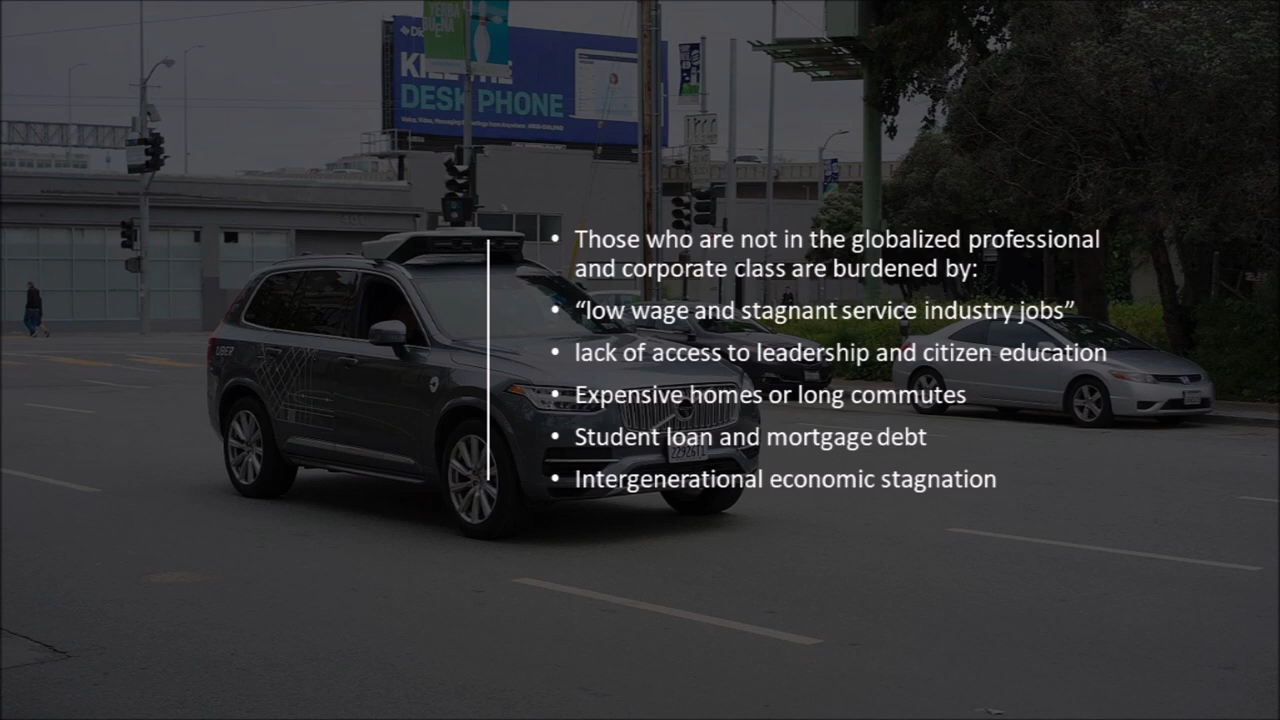 KILL THE
DESK PHONE
UBER
• Those who are not in the globalized professional
and corporate class are burdened by:
• “low wage and stagnant service industry jobs”
• lack of access to leadership and citizen education
• Expensive homes or long commutes
• Student loan and mortgage debt
• Intergenerational economic stagnation